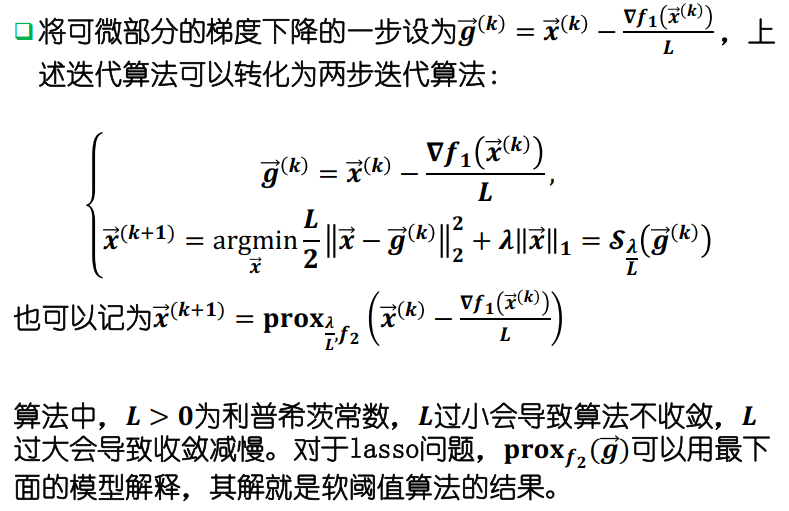 将可微部分的梯度下降的一步设为$\vec{g}^{(k)} = \vec{x}^{(k)} - \frac{\nabla f_1(\vec{x}^{(k)})}{L}$，上
述迭代算法可以转化为两步迭代算法：
$\vec{g}^{(k)} = \vec{x}^{(k)} - \frac{\nabla f_1(\vec{x}^{(k)})}{L},$
$\vec{x}^{(k+1)} = \underset{\vec{x}}{\operatorname{argmin}} \frac{L}{2} \left\| \vec{x} - \vec{g}^{(k)} \right\|_2^2 + \lambda \|\vec{x}\|_1 = \mathcal{S}_{\frac{\lambda}{L}}(\vec{g}^{(k)})$
也可以记为$\vec{x}^{(k+1)} = \mathbf{prox}_{\frac{\lambda}{L},f_2} \left( \vec{x}^{(k)} - \frac{\nabla f_1(\vec{x}^{(k)})}{L} \right)$
算法中，$L > 0$为利普希茨常数，$L$过小会导致算法不收敛，$L$
过大会导致收敛减慢。对于lasso问题，$\mathbf{prox}_{f_2}(\vec{g})$可以用最下
面的模型解释，其解就是软阈值算法的结果。